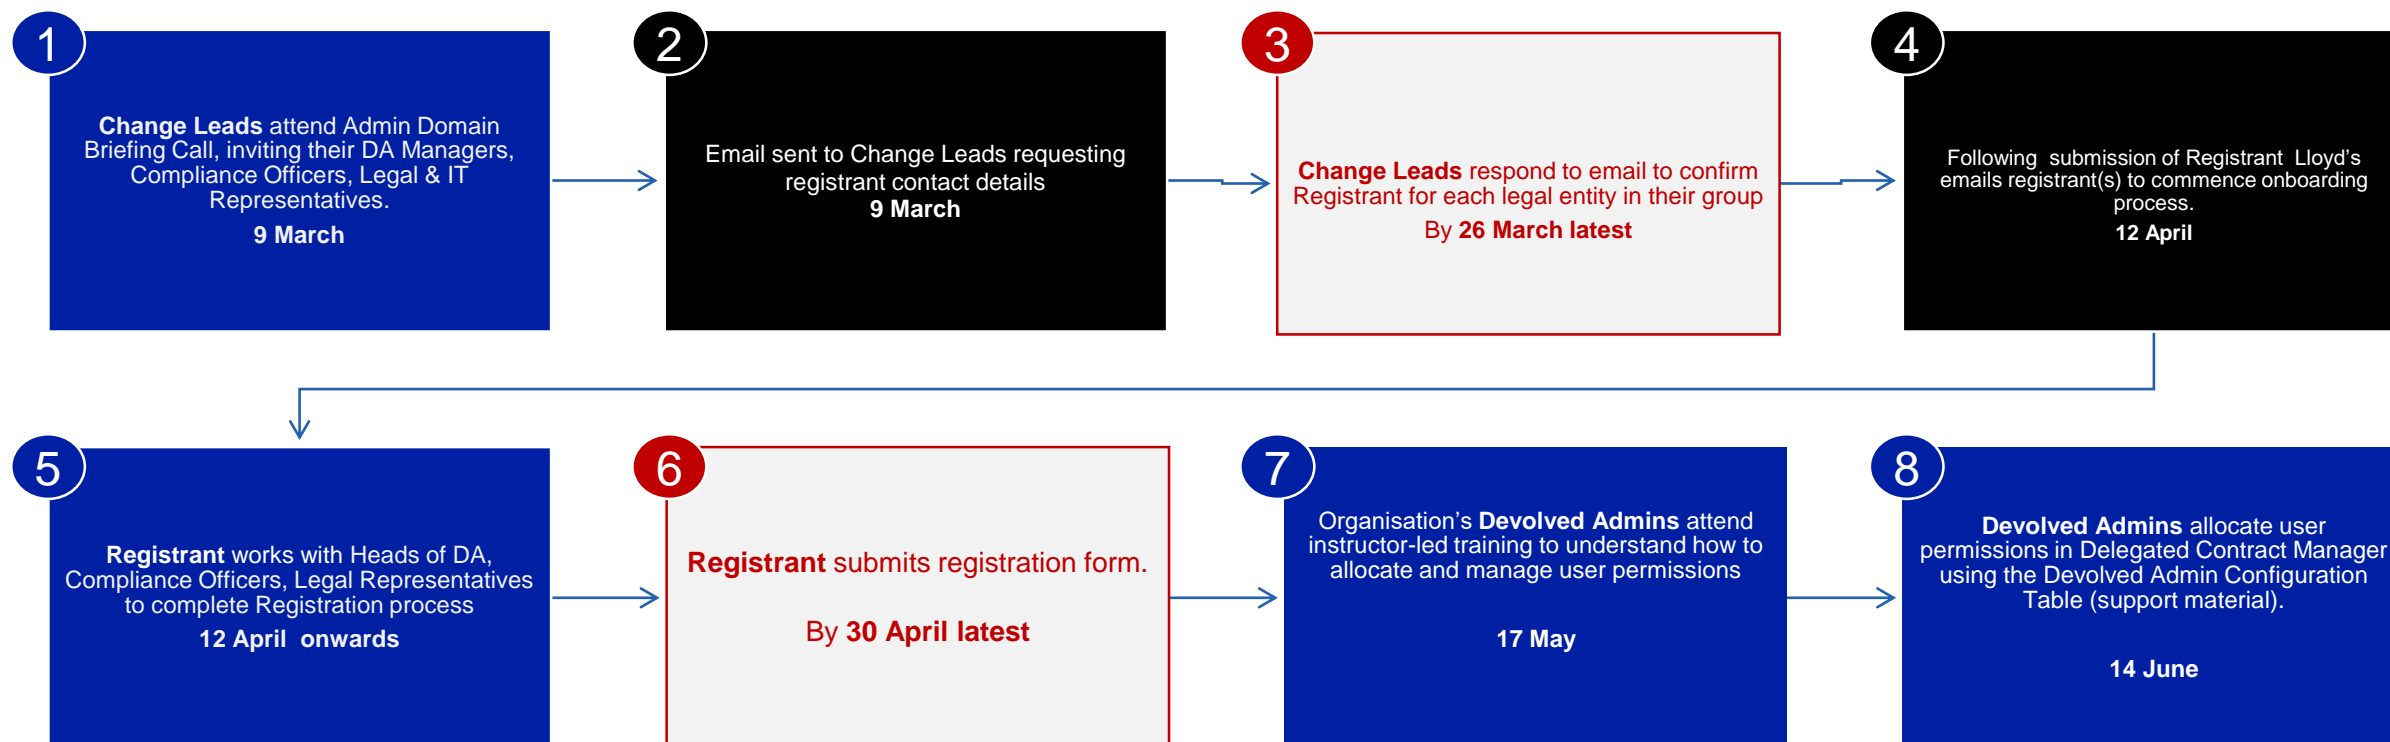 1
Change Leads attend Admin Domain
Briefing Call, inviting their DA Managers,
Compliance Officers, Legal & IT
Representatives.
9 March
2
Email sent to Change Leads requesting
registrant contact details
9 March
3
Change Leads respond to email to confirm
Registrant for each legal entity in their group
By 26 March latest
4
Following  submission of Registrant  Lloyd's
emails registrant(s) to commence onboarding
process.
12 April
5
Registrant works with Heads of DA,
Compliance Officers, Legal Representatives
to complete Registration process
12 April  onwards
6
Registrant submits registration form.
By 30 April latest
7
Organisation's Devolved Admins attend
instructor-led training to understand how to
allocate and manage user permissions
17 May
8
Devolved Admins allocate user
permissions in Delegated Contract Manager
using the Devolved Admin Configuration
Table (support material).
14 June